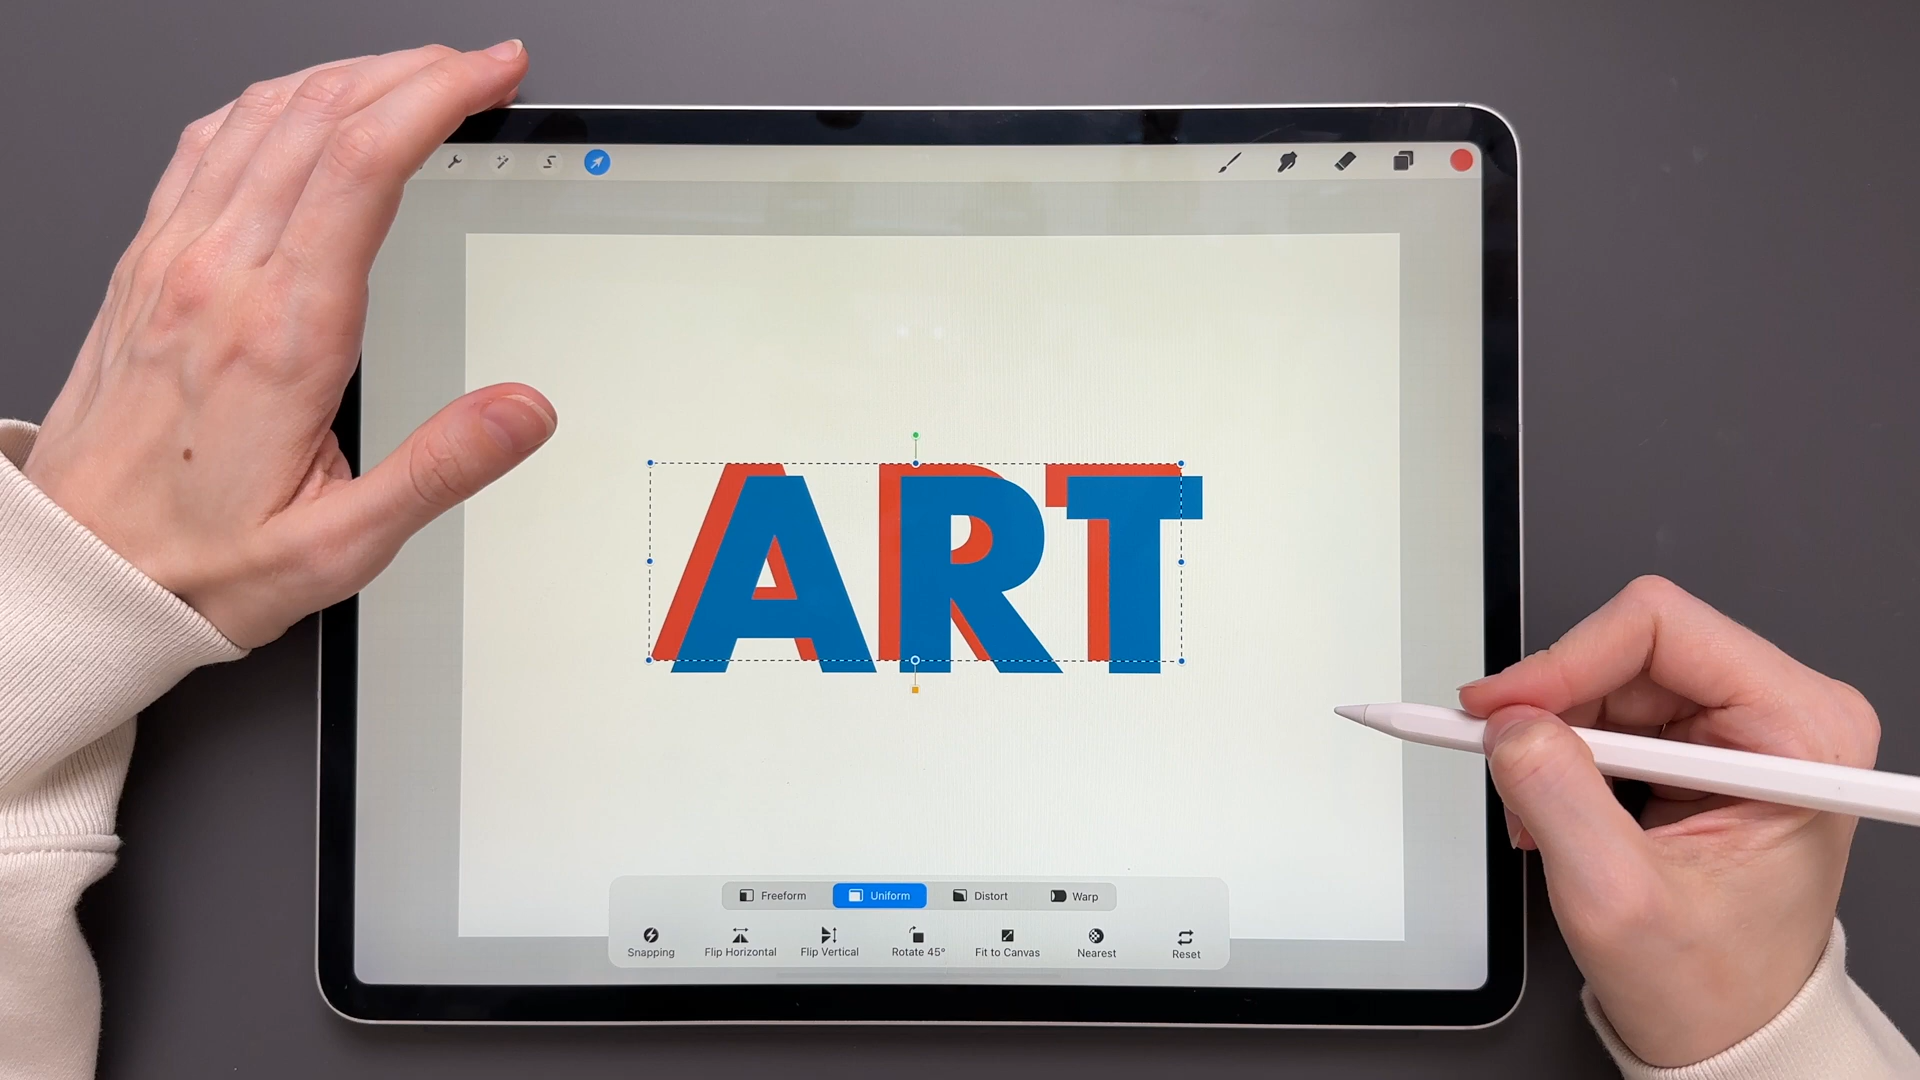 ART
Freeform Uniform Distort Warp
Snapping Flip Horizontal Flip Vertical Rotate 45° Fit to Canvas Nearest Reset